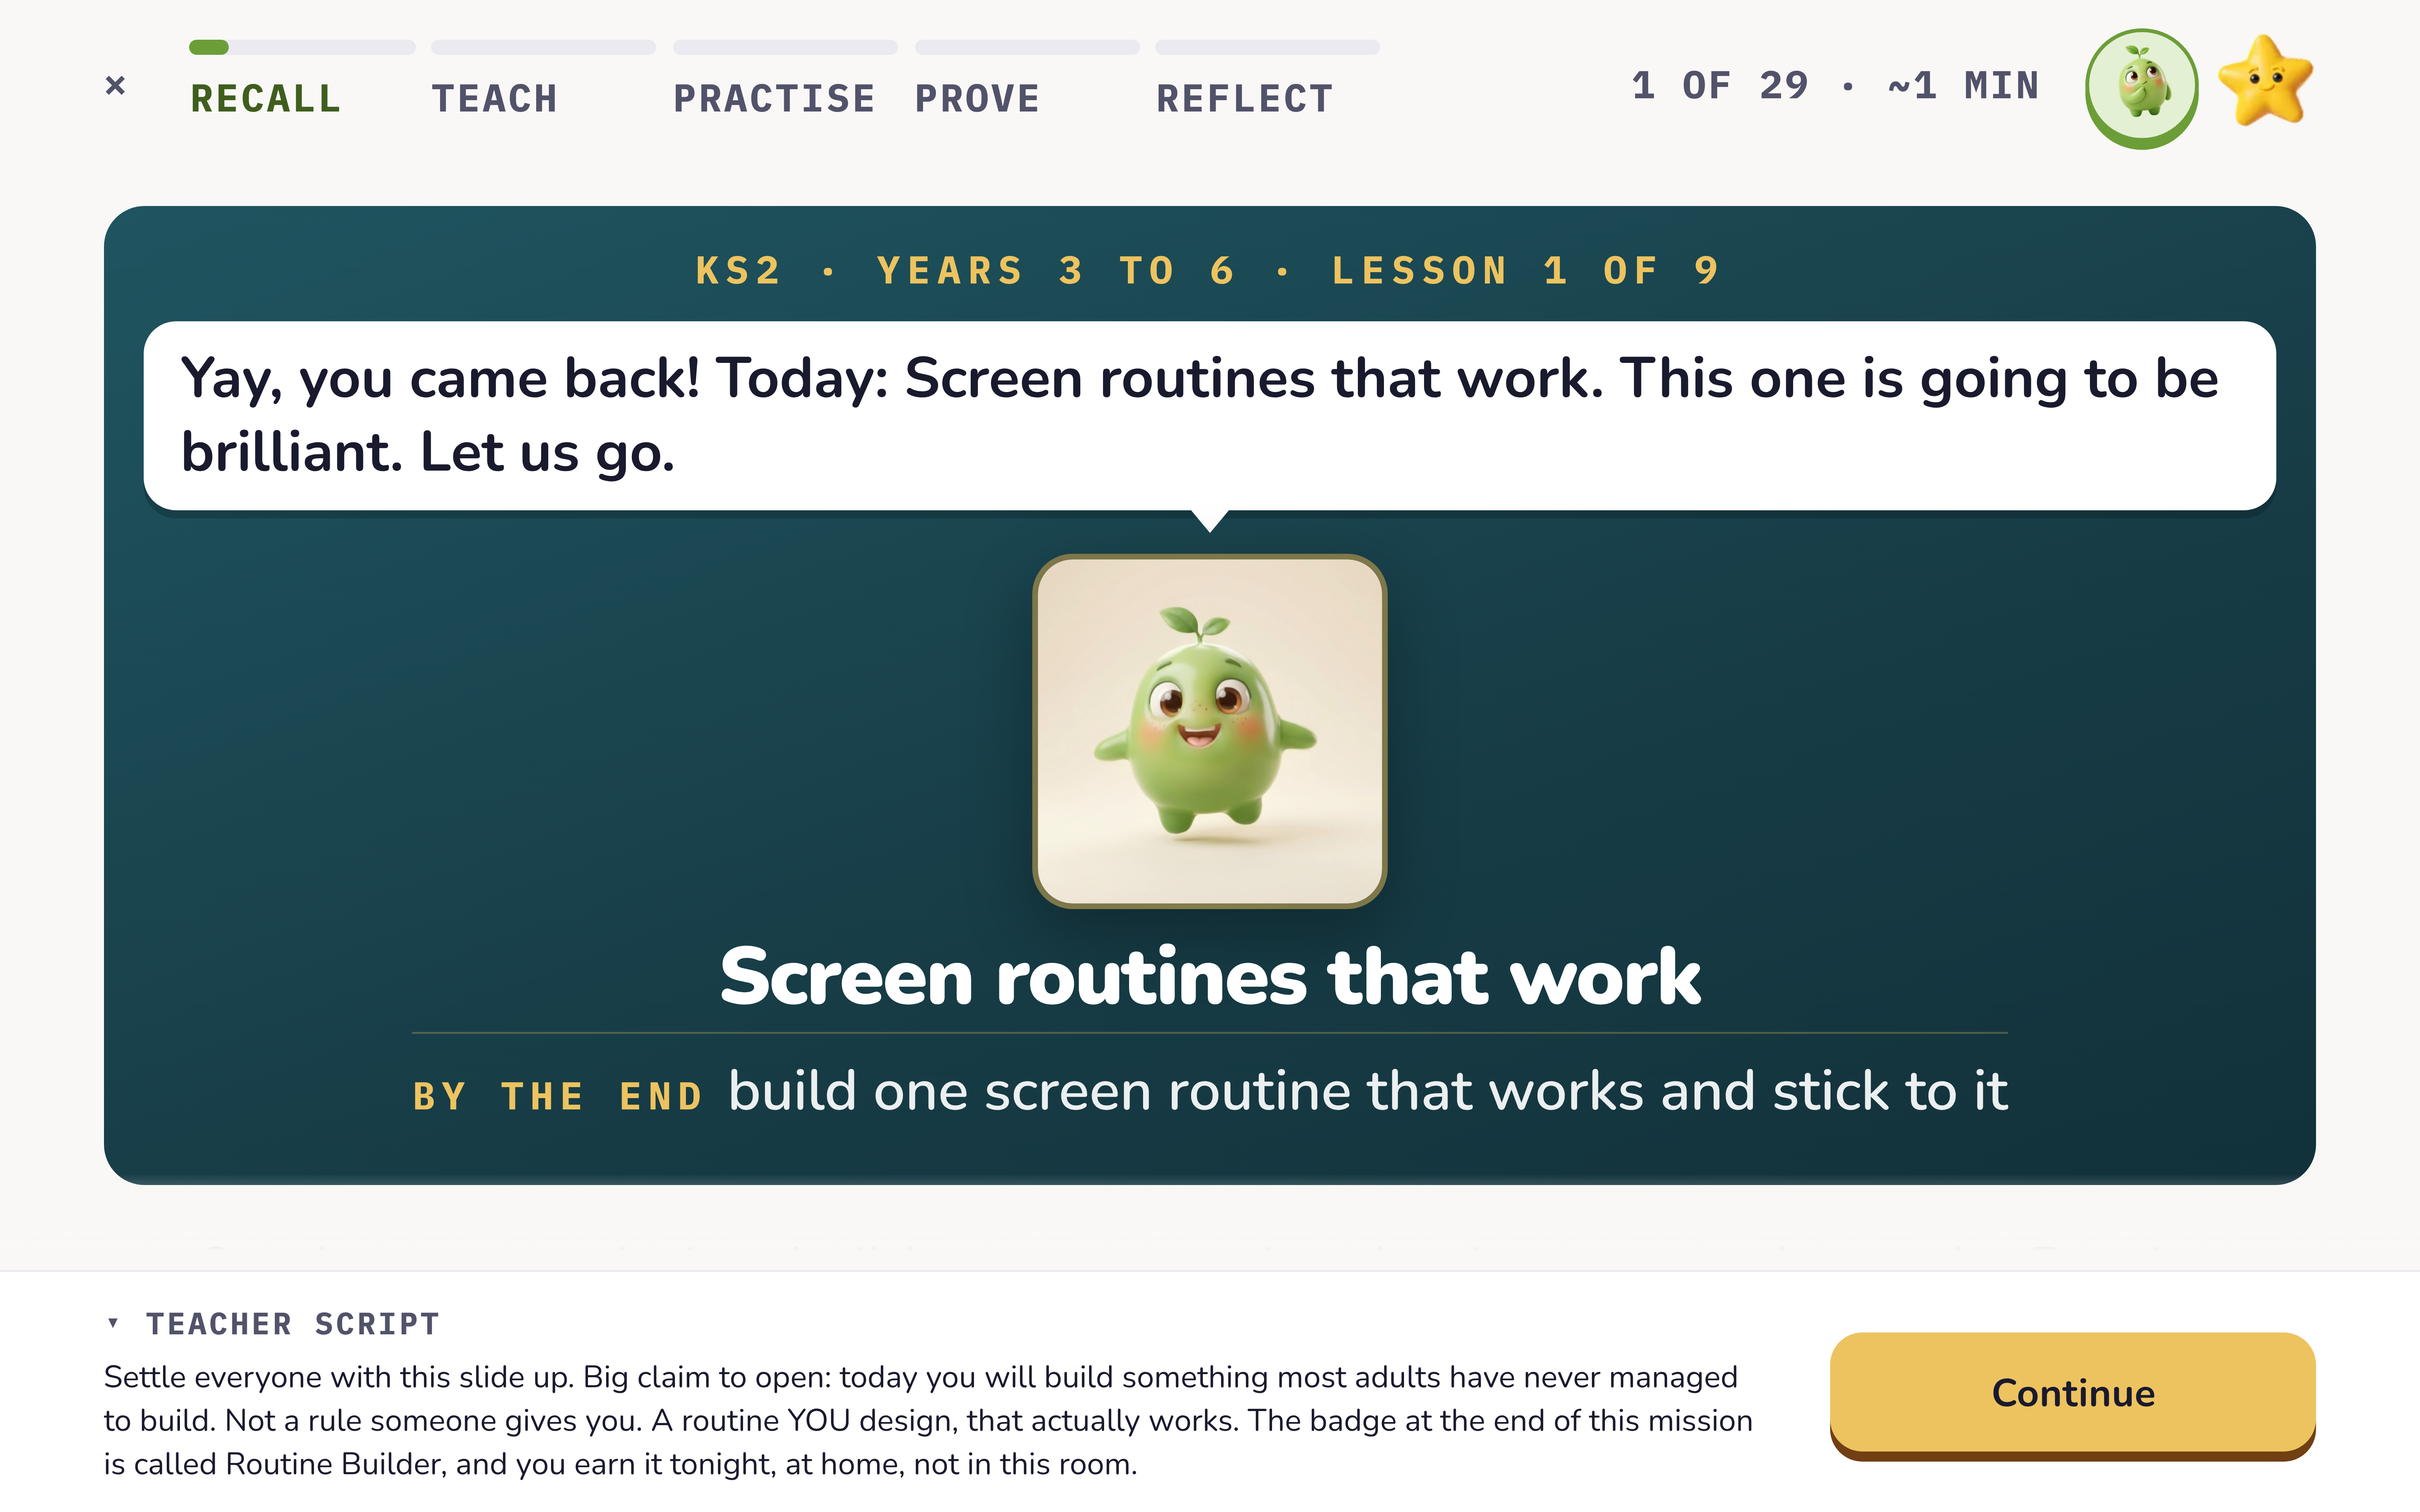 ×
RECALL
TEACH
PRACTISE
PROVE
REFLECT
1 OF 29 · ~1 MIN
KS2 · YEARS 3 TO 6 · LESSON 1 OF 9
Yay, you came back! Today: Screen routines that work. This one is going to be
brilliant. Let us go.
Screen routines that work
BY THE END build one screen routine that works and stick to it
▾ TEACHER SCRIPT
Settle everyone with this slide up. Big claim to open: today you will build something most adults have never managed
to build. Not a rule someone gives you. A routine YOU design, that actually works. The badge at the end of this mission
is called Routine Builder, and you earn it tonight, at home, not in this room.
Continue